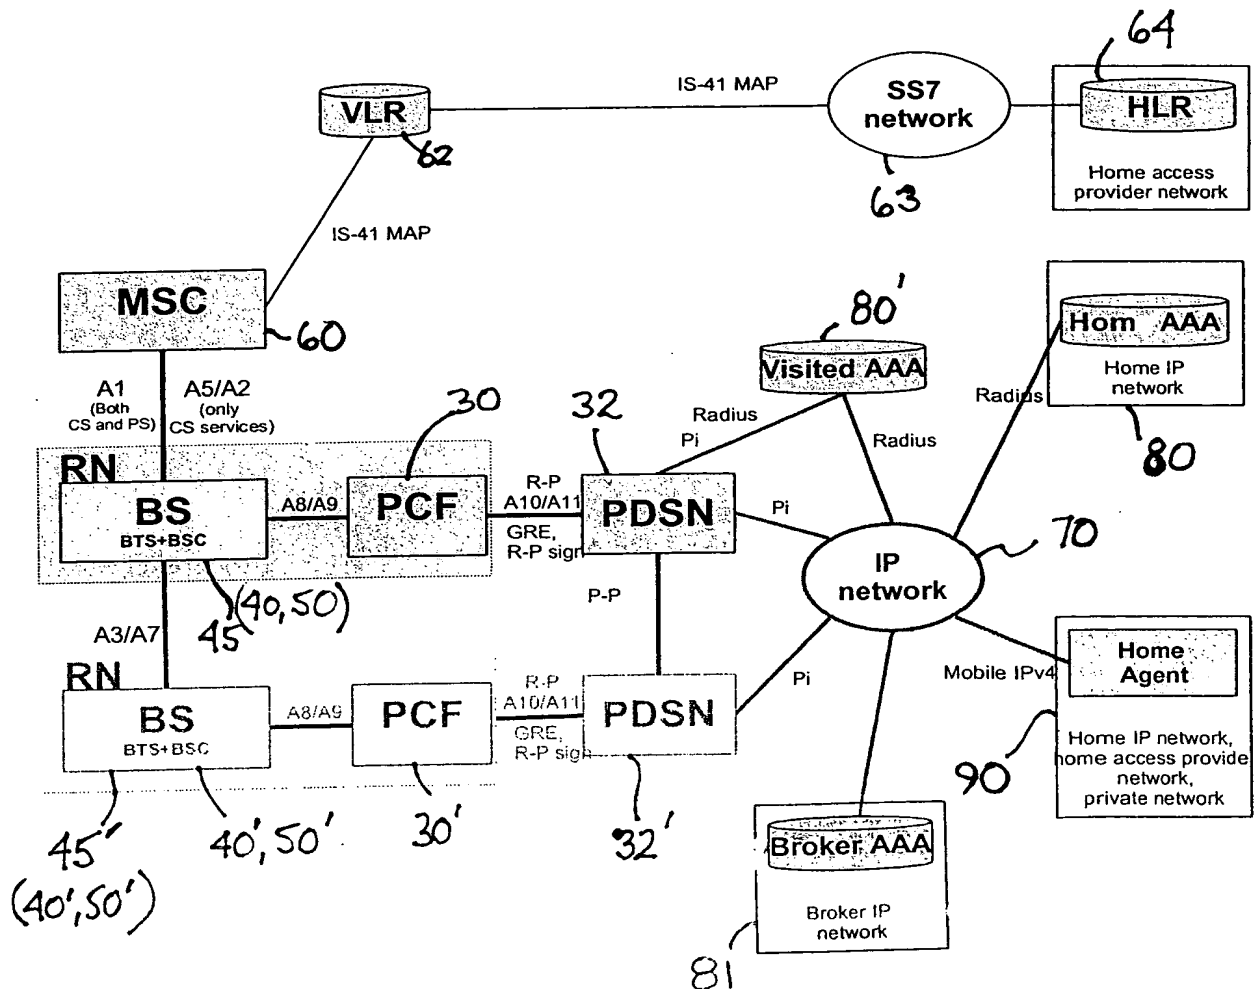 64
IS-41 MAP
SS7
network
HLR
VLR
62
63
Home access
provider network
IS-41 MAP
MSC
60
80'
Hom AAA
Home IP
network
80
Visited AAA
A1
(Both
CS and PS)
A5/A2
(only
CS services)
30
32
Radius
Pi
Radius
Radius
RN
BS
BTS+BSC
A8/A9
PCF
R-P
A10/A11
GRE,
R-P sign
PDSN
Pi
IP
network
70
45 (40,50)
P-P
A3/A7
RN
BS
BTS+BSC
A8/A9
PCF
R-P
A10/A11
GRE,
R-P sign
PDSN
Pi
Mobile IPv4
Home
Agent
90
Home IP network,
home access provide
network,
private network
45'
(40',50')
40',50'
30'
32'
Broker AAA
Broker IP
network
81